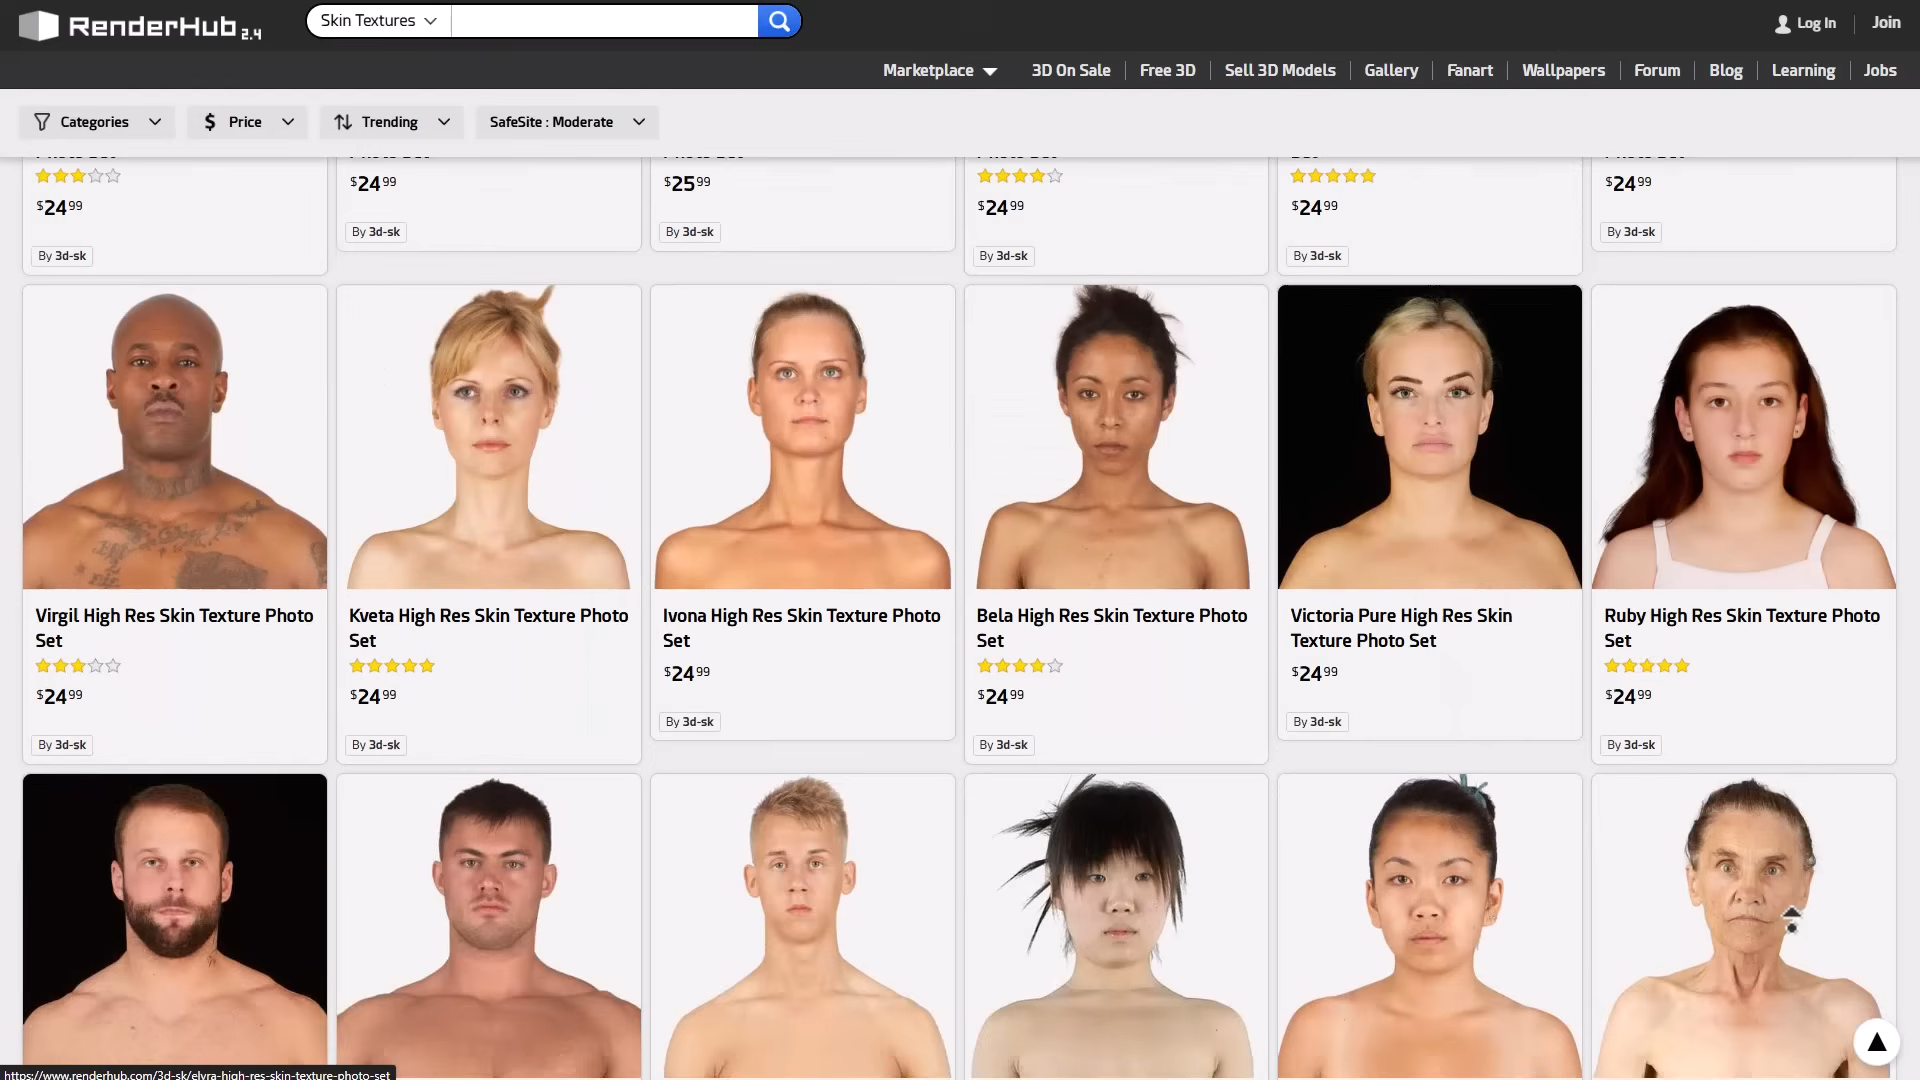 RenderHub 2.4
Skin Textures
Log In
Join
Marketplace
3D On Sale
Free 3D
Sell 3D Models
Gallery
Fanart
Wallpapers
Forum
Blog
Learning
Jobs
Categories
$ Price
Trending
SafeSite : Moderate
$24.99
By 3d-sk
$24.99
By 3d-sk
$25.99
By 3d-sk
$24.99
By 3d-sk
$24.99
By 3d-sk
$24.99
By 3d-sk
Virgil High Res Skin Texture Photo
Set
$24.99
By 3d-sk
Kveta High Res Skin Texture Photo
Set
$24.99
By 3d-sk
Ivona High Res Skin Texture Photo
Set
$24.99
By 3d-sk
Bela High Res Skin Texture Photo
Set
$24.99
By 3d-sk
Victoria Pure High Res Skin
Texture Photo Set
$24.99
By 3d-sk
Ruby High Res Skin Texture Photo
Set
$24.99
By 3d-sk
https://www.renderhub.com/3d-sk/elyra-high-res-skin-texture-photo-set